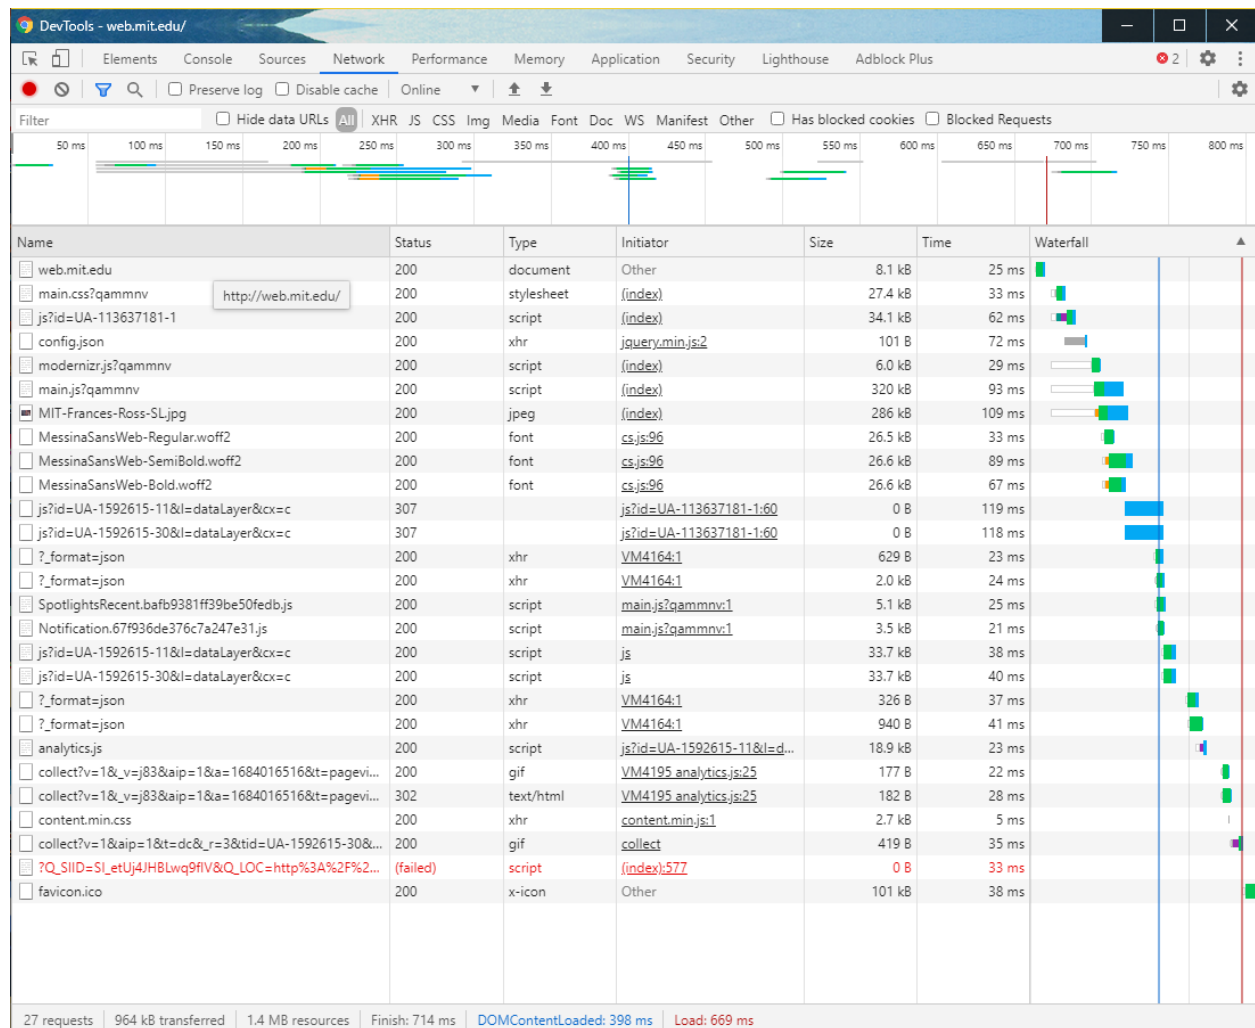 DevTools - web.mit.edu/
Elements Console Sources Network Performance Memory Application Security Lighthouse Adblock Plus 2
Preserve log Disable cache Online
Filter Hide data URLs All XHR JS CSS Img Media Font Doc WS Manifest Other Has blocked cookies Blocked Requests
50 ms 100 ms 150 ms 200 ms 250 ms 300 ms 350 ms 400 ms 450 ms 500 ms 550 ms 600 ms 650 ms 700 ms 750 ms 800 ms
Name Status Type Initiator Size Time Waterfall
web.mit.edu 200 document Other 8.1 kB 25 ms
main.css?qammnv 200 stylesheet (index) 27.4 kB 33 ms
http://web.mit.edu/
js?id=UA-113637181-1 200 script (index) 34.1 kB 62 ms
config.json 200 xhr jquery.min.js:2 101 B 72 ms
modernizr.js?qammnv 200 script (index) 6.0 kB 29 ms
main.js?qammnv 200 script (index) 320 kB 93 ms
MIT-Frances-Ross-SL.jpg 200 jpeg (index) 286 kB 109 ms
MessinaSansWeb-Regular.woff2 200 font cs.js:96 26.5 kB 33 ms
MessinaSansWeb-SemiBold.woff2 200 font cs.js:96 26.6 kB 89 ms
MessinaSansWeb-Bold.woff2 200 font cs.js:96 26.6 kB 67 ms
js?id=UA-1592615-11&l=dataLayer&cx=c 307 js?id=UA-113637181-1:60 0 B 119 ms
js?id=UA-1592615-30&l=dataLayer&cx=c 307 js?id=UA-113637181-1:60 0 B 118 ms
?_format=json 200 xhr VM4164:1 629 B 23 ms
?_format=json 200 xhr VM4164:1 2.0 kB 24 ms
SpotlightsRecent.bafb9381ff39be50fedb.js 200 script main.js?qammnv:1 5.1 kB 25 ms
Notification.67f936de376c7a247e31.js 200 script main.js?qammnv:1 3.5 kB 21 ms
js?id=UA-1592615-11&l=dataLayer&cx=c 200 script js 33.7 kB 38 ms
js?id=UA-1592615-30&l=dataLayer&cx=c 200 script js 33.7 kB 40 ms
?_format=json 200 xhr VM4164:1 326 B 37 ms
?_format=json 200 xhr VM4164:1 940 B 41 ms
analytics.js 200 script js?id=UA-1592615-11&l=d... 18.9 kB 23 ms
collect?v=1&_v=j83&aip=1&a=1684016516&t=pagevi... 200 gif VM4195 analytics.js:25 177 B 22 ms
collect?v=1&_v=j83&aip=1&a=1684016516&t=pagevi... 302 text/html VM4195 analytics.js:25 182 B 28 ms
content.min.css 200 xhr content.min.js:1 2.7 kB 5 ms
collect?v=1&aip=1&t=dc&_r=3&tid=UA-1592615-30&... 200 gif collect 419 B 35 ms
?Q_SIID=SI_etUj4JHBLwq9fIV&Q_LOC=http%3A%2F%2... (failed) script (index):577 0 B 33 ms
favicon.ico 200 x-icon Other 101 kB 38 ms
27 requests 964 kB transferred 1.4 MB resources Finish: 714 ms DOMContentLoaded: 398 ms Load: 669 ms